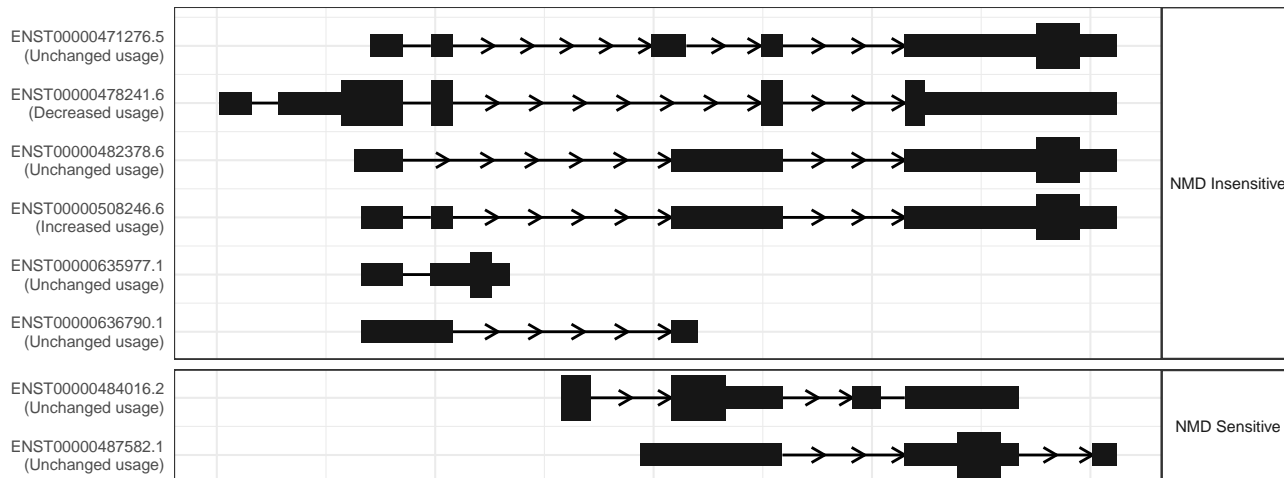 ENST00000471276.5
(Unchanged usage)
ENST00000478241.6
(Decreased usage)
ENST00000482378.6
(Unchanged usage)
ENST00000508246.6
(Increased usage)
ENST00000635977.1
(Unchanged usage)
ENST00000636790.1
(Unchanged usage)
NMD Insensitive
ENST00000484016.2
(Unchanged usage)
ENST00000487582.1
(Unchanged usage)
NMD Sensitive